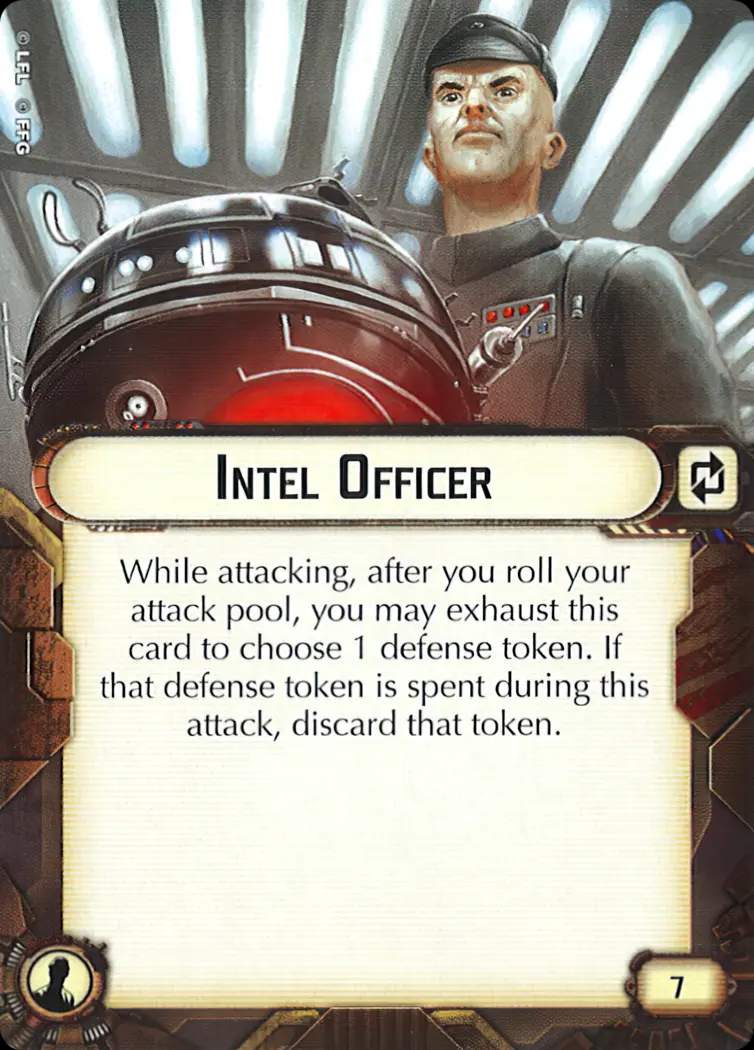 © LFL © FFG
INTEL OFFICER
While attacking, after you roll your
attack pool, you may exhaust this
card to choose 1 defense token. If
that defense token is spent during this
attack, discard that token.
7